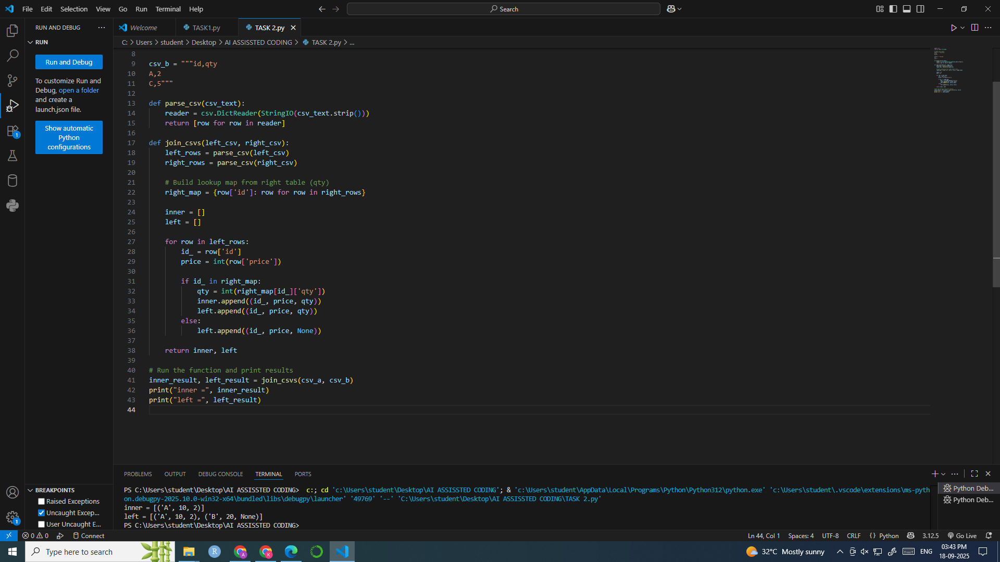 File Edit Selection View Go Run Terminal Help
Search
RUN AND DEBUG
Welcome
TASK1.py
TASK 2.py
RUN
C: > Users > student > Desktop > AI ASSISSTED CODING > TASK 2.py > ...
Run and Debug
To customize Run and
Debug, open a folder
and create a
launch.json file.
Show automatic
Python
configurations
1
8
9 csv_b = """id,qty
10 A,2
11 C,5"""
12
13 def parse_csv(csv_text):
14 reader = csv.DictReader(StringIO(csv_text.strip()))
15 return [row for row in reader]
16
17 def join_csvs(left_csv, right_csv):
18 left_rows = parse_csv(left_csv)
19 right_rows = parse_csv(right_csv)
20
21 # Build lookup map from right table (qty)
22 right_map = {row['id']: row for row in right_rows}
23
24 inner = []
25 left = []
26
27 for row in left_rows:
28 id_ = row['id']
29 price = int(row['price'])
30
31 if id_ in right_map:
32 qty = int(right_map[id_]['qty'])
33 inner.append((id_, price, qty))
34 left.append((id_, price, qty))
35 else:
36 left.append((id_, price, None))
37
38 return inner, left
39
40 # Run the function and print results
41 inner_result, left_result = join_csvs(csv_a, csv_b)
42 print("inner =", inner_result)
43 print("left =", left_result)
44
PROBLEMS OUTPUT DEBUG CONSOLE TERMINAL PORTS
PS C:\Users\student\Desktop\AI ASSISSTED CODING> c:; cd 'c:\Users\student\Desktop\AI ASSISSTED CODING'; & 'c:\Users\student\AppData\Local\Programs\Python\Python312\python.exe' 'c:\Users\student\.vscode\extensions\ms-pyth
on.debugpy-2025.10.0-win32-x64\bundled\libs\debugpy\launcher' '49769' '--' 'C:\Users\student\Desktop\AI ASSISSTED CODING\TASK 2.py'
inner = [('A', 10, 2)]
left = [('A', 10, 2), ('B', 20, None)]
PS C:\Users\student\Desktop\AI ASSISSTED CODING>
Python Deb...
Python Deb...
BREAKPOINTS
Raised Exceptions
Uncaught Excep...
User Uncaught E...
1
0 0
Connect
Ln 44, Col 1 Spaces: 4 UTF-8 CRLF {} Python 3.12.5 Go Live
Type here to search
R
A
K
32°C Mostly sunny
ENG
03:43 PM
18-09-2025